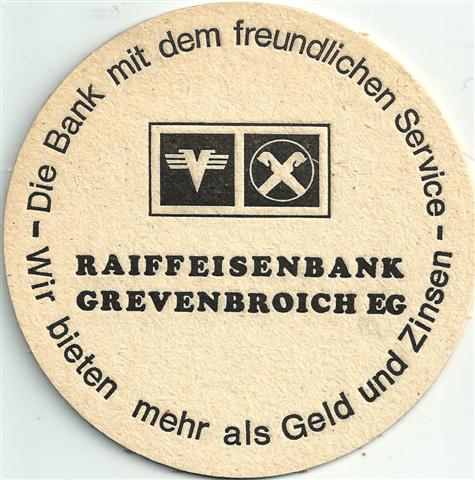 Die Bank mit dem freundlichen Service –
Wir bieten mehr als Geld und Zinsen –
RAIFFEISENBANK
GREVENBROICH EG